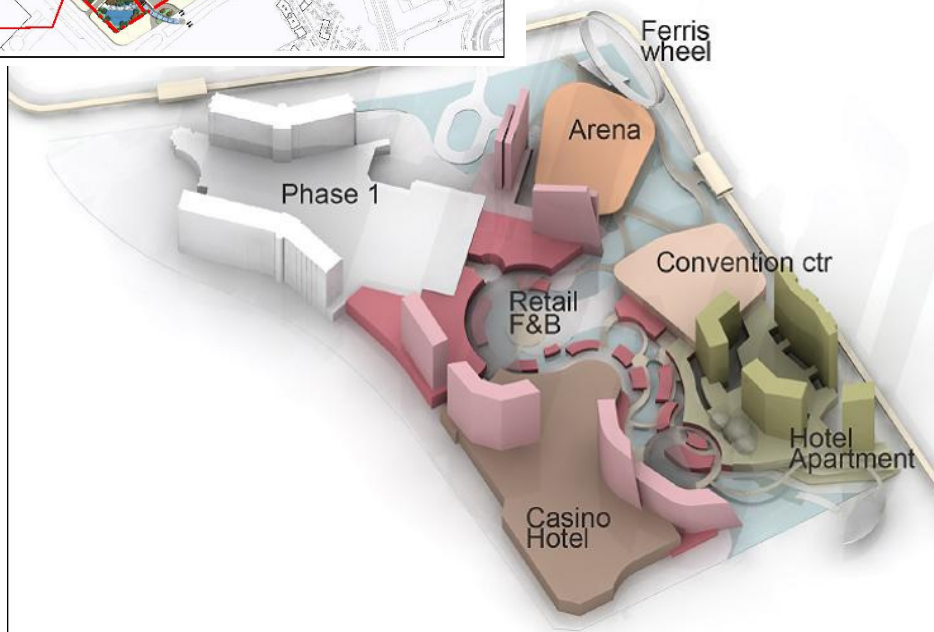 Ferris
wheel
Arena
Phase 1
Convention ctr
Retail
F&B
Hotel
Apartment
Casino
Hotel